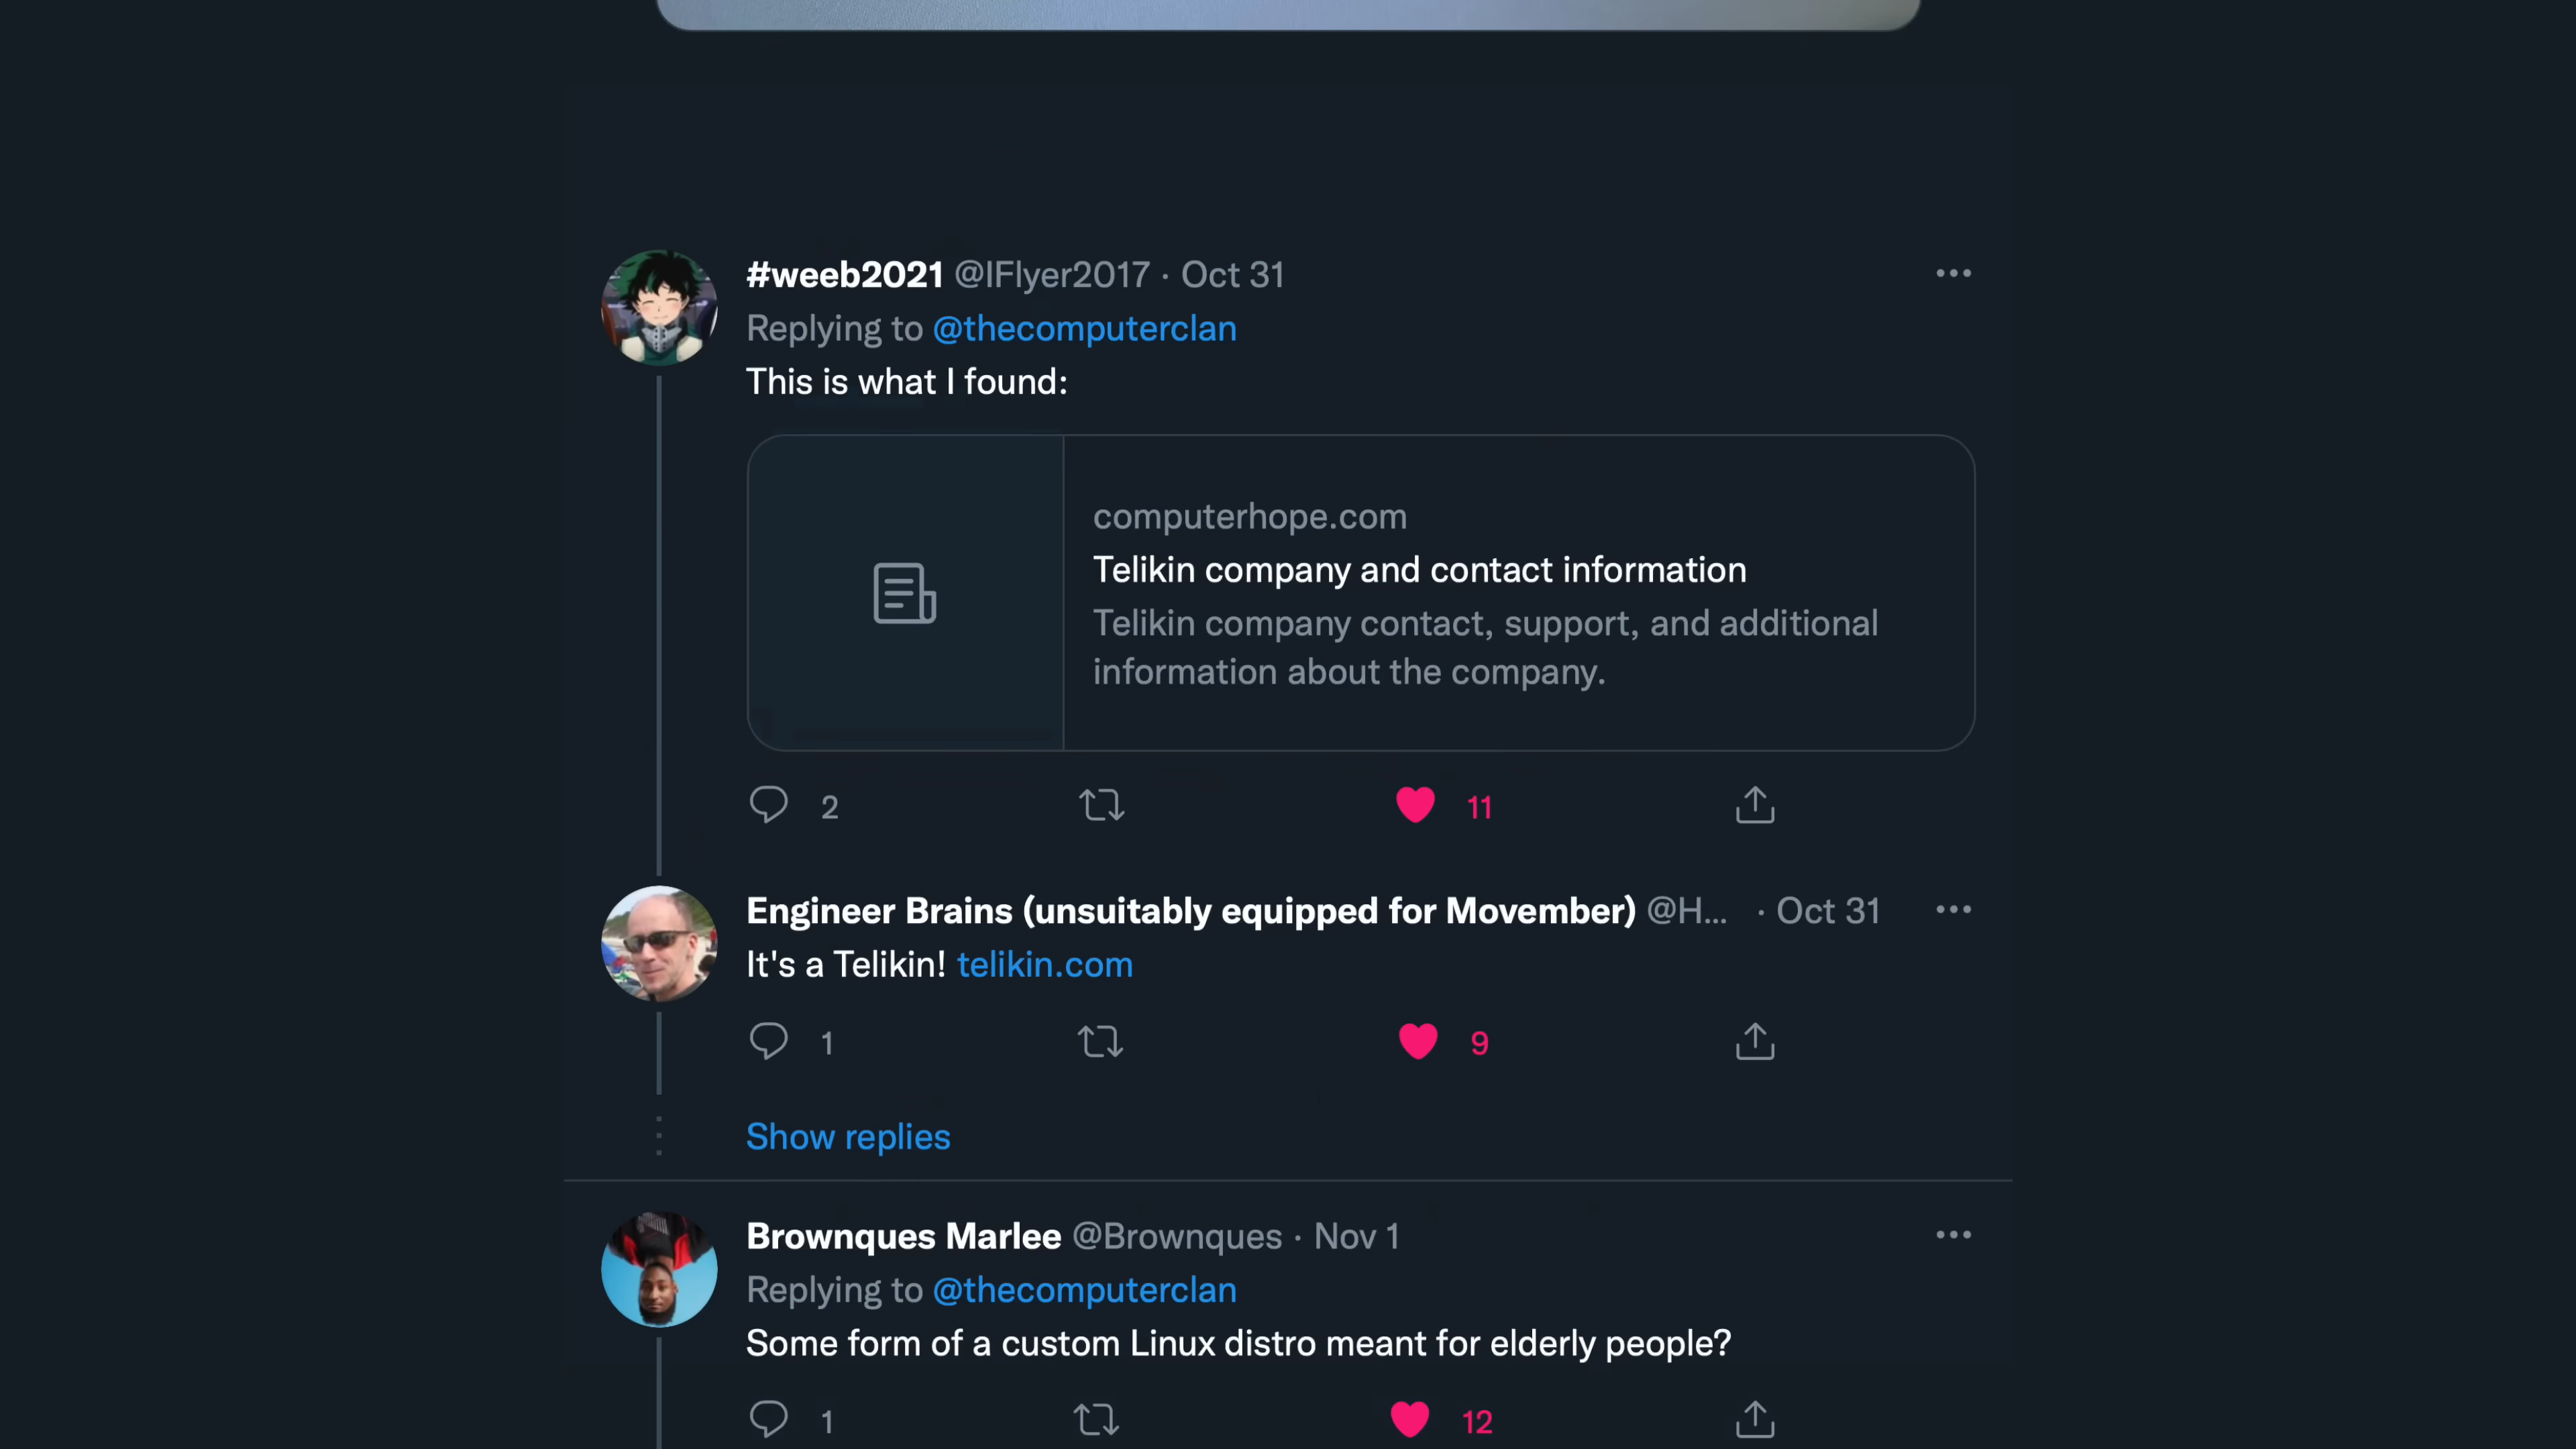 #weeb2021 @IFlyer2017 · Oct 31
Replying to @thecomputerclan
This is what I found:
computerhope.com
Telikin company and contact information
Telikin company contact, support, and additional
information about the company.
2 11
Engineer Brains (unsuitably equipped for Movember) @H... · Oct 31
It's a Telikin! telikin.com
1 9
Show replies
Brownques Marlee @Brownques · Nov 1
Replying to @thecomputerclan
Some form of a custom Linux distro meant for elderly people?
1 12